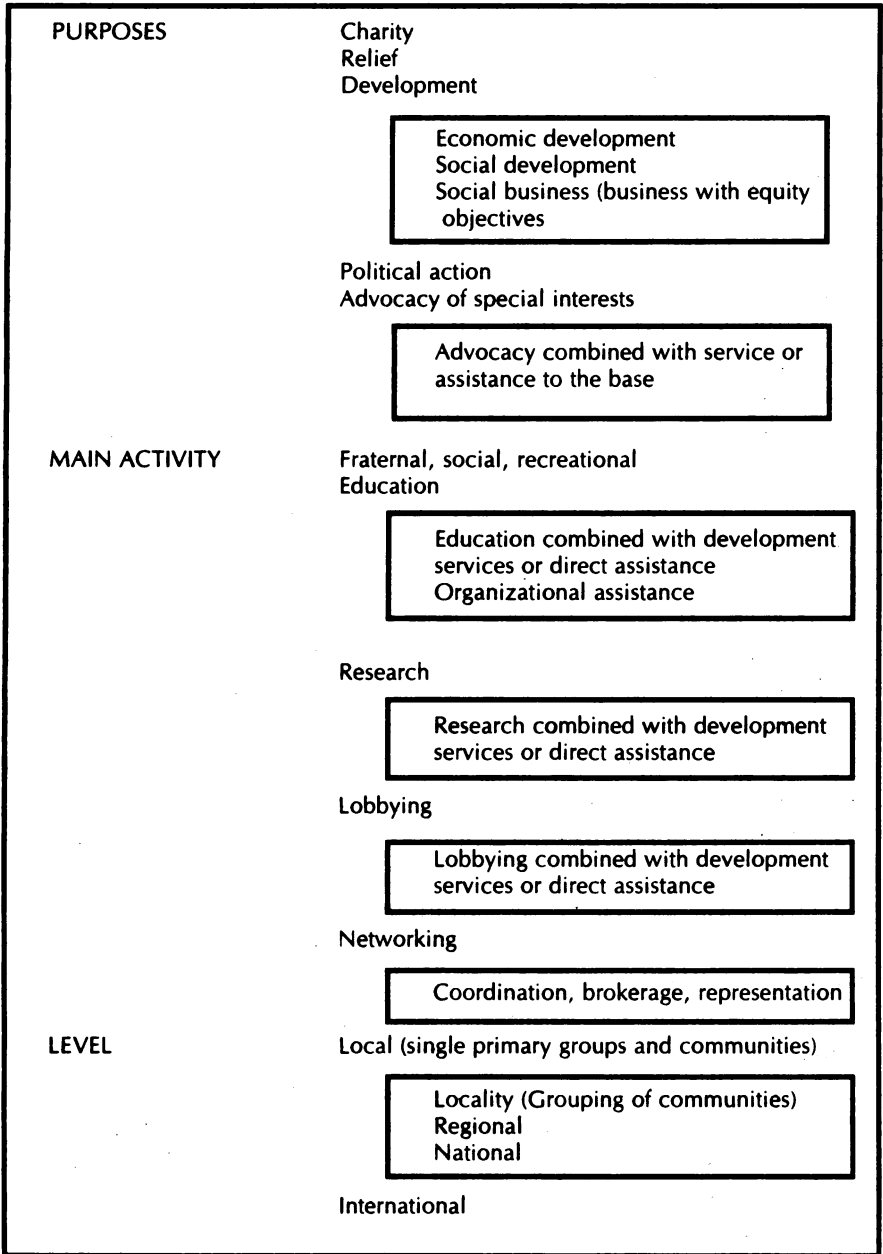 PURPOSES Charity
Relief
Development
Economic development
Social development
Social business (business with equity
objectives
Political action
Advocacy of special interests
Advocacy combined with service or
assistance to the base
MAIN ACTIVITY Fraternal, social, recreational
Education
Education combined with development
services or direct assistance
Organizational assistance
Research
Research combined with development
services or direct assistance
Lobbying
Lobbying combined with development
services or direct assistance
Networking
Coordination, brokerage, representation
LEVEL Local (single primary groups and communities)
Locality (Grouping of communities)
Regional
National
International